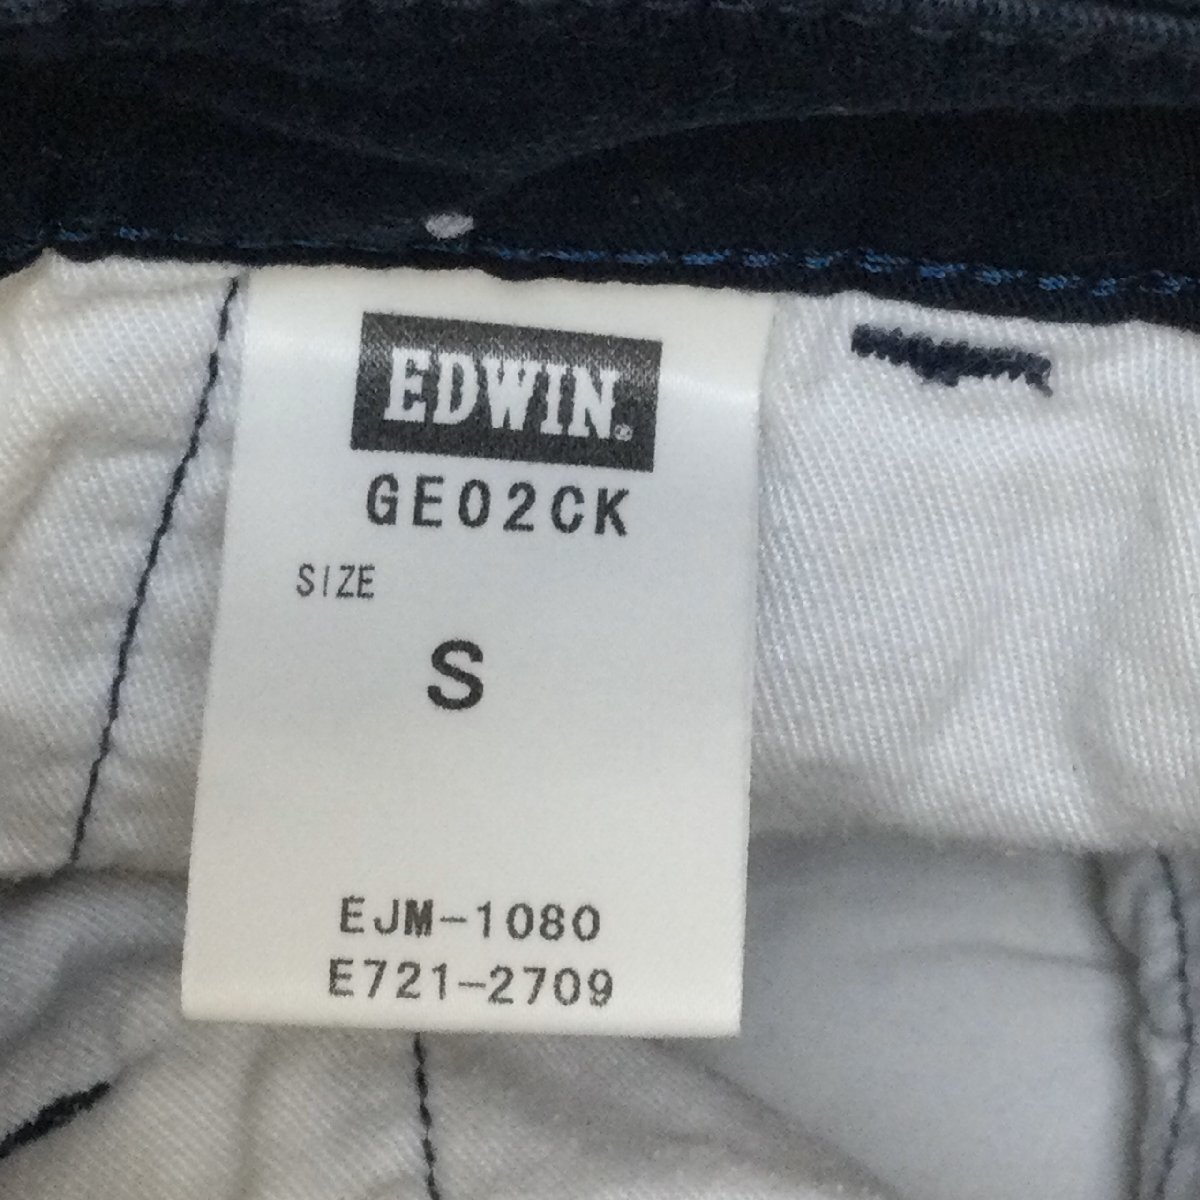 EDWIN®
GE02CK
SIZE
S
EJM-1080
E721-2709